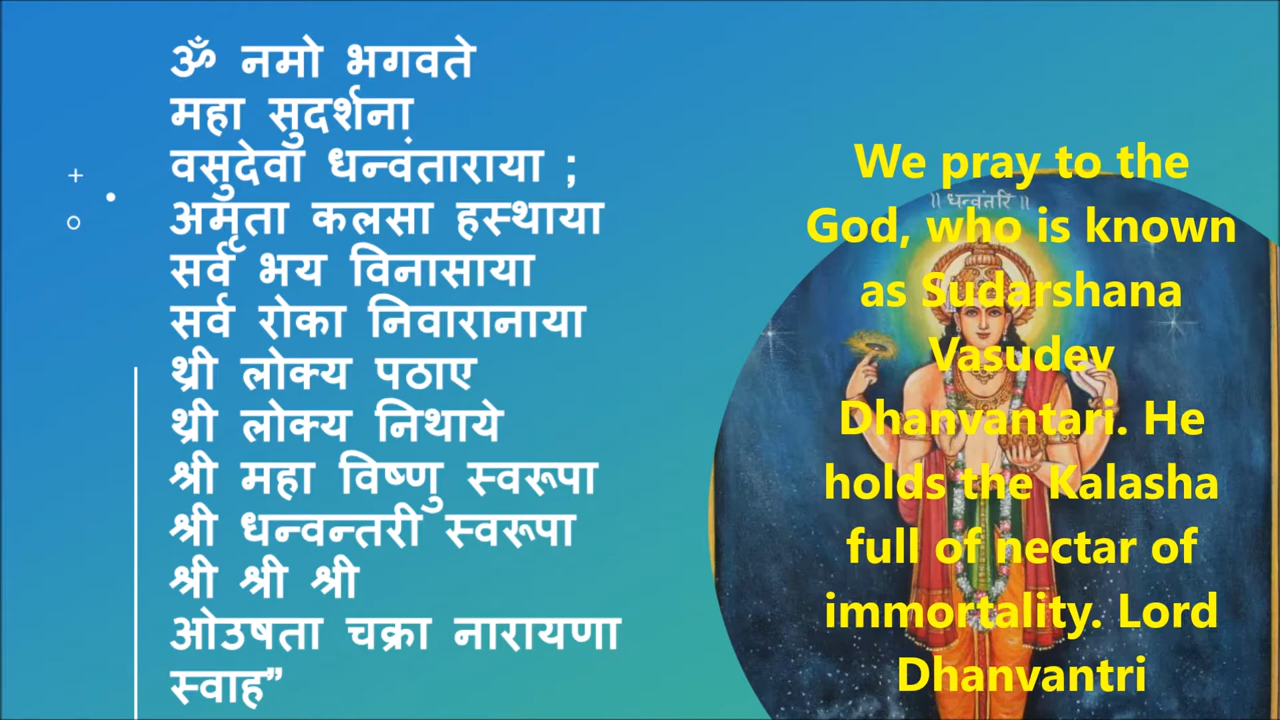 ॐ नमो भगवते
महा सुदर्शना
वसुदेवा धन्वंताराया ;
अमृता कलसा हस्थाया
सर्व भय विनासाया
सर्व रोका निवारानाया
थ्री लोक्य पठाए
थ्री लोक्य निथाये
श्री महा विष्णु स्वरूपा
श्री धन्वन्तरी स्वरूपा
श्री श्री श्री
ओउषता चक्रा नारायणा
स्वाह”
We pray to the
God, who is known
as Sudarshana
Vasudev
Dhanvantari. He
holds the Kalasha
full of nectar of
immortality. Lord
Dhanvantri
॥ धन्वंतरि ॥